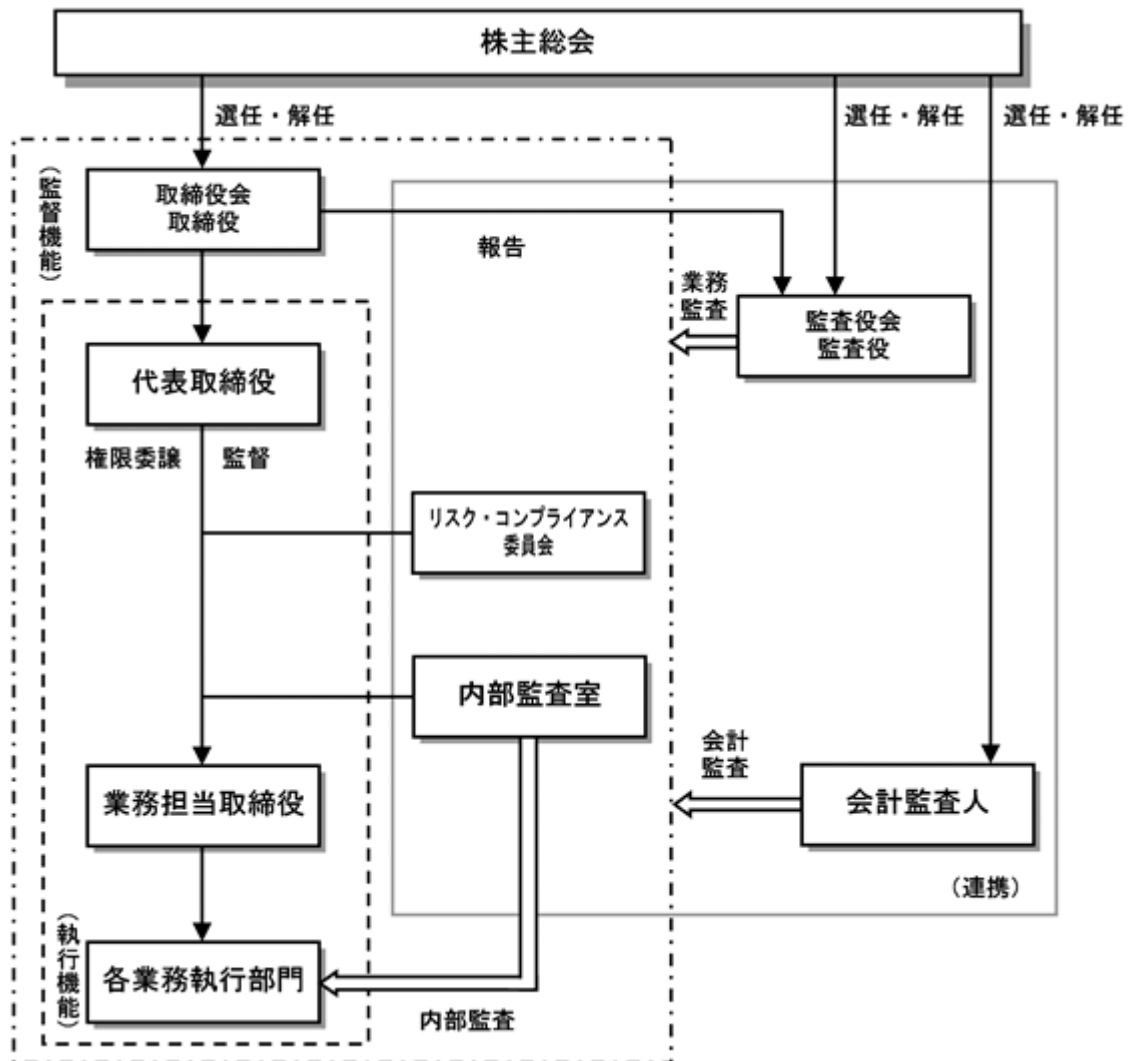 株主総会
選任・解任
選任・解任
選任・解任
（監督機能）
取締役会
取締役
報告
業務
監査
監査役会
監査役
代表取締役
権限委譲
監督
リスク・コンプライアンス
委員会
内部監査室
会計
監査
業務担当取締役
会計監査人
（連携）
（執行機能）
各業務執行部門
内部監査